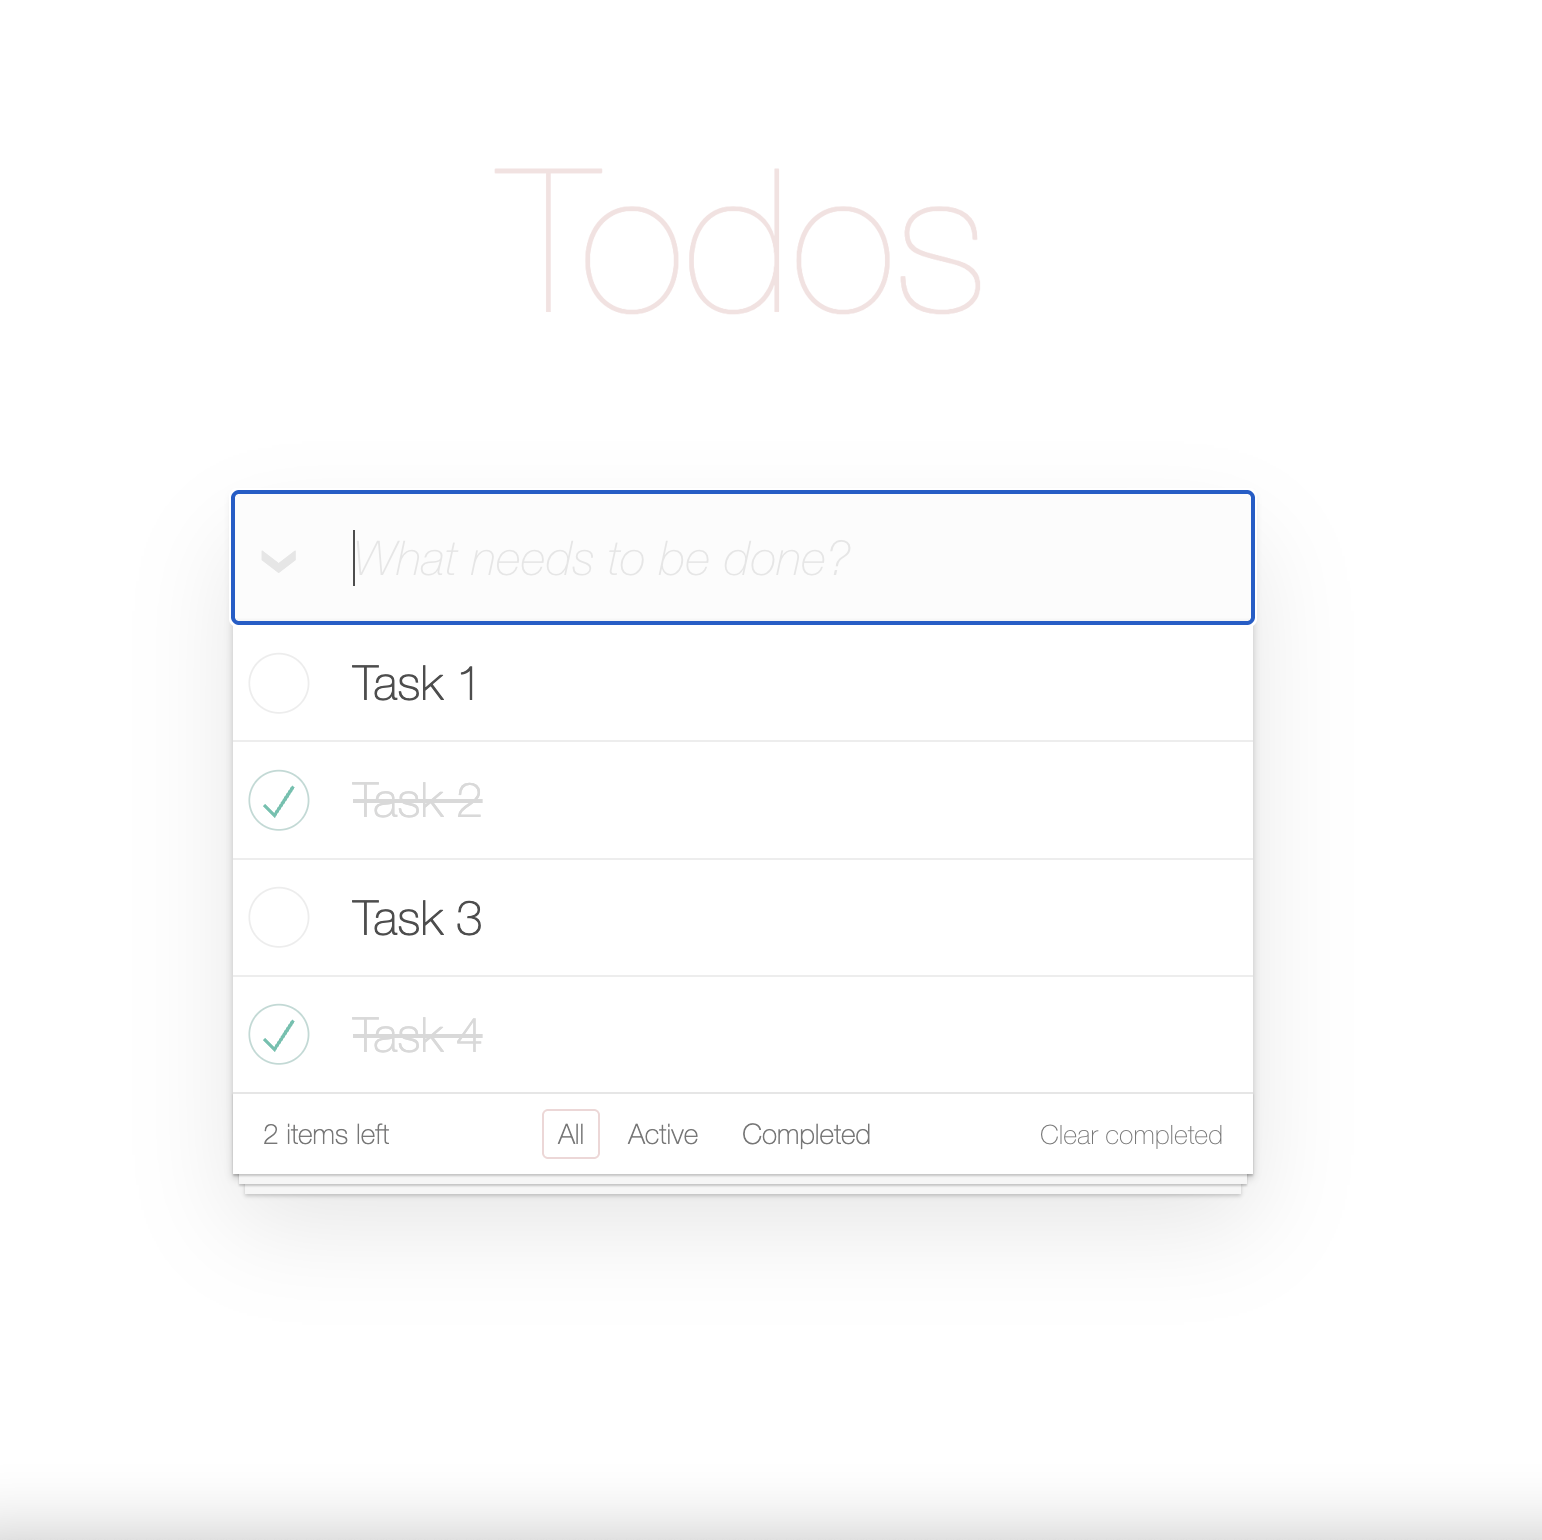 Todos
What needs to be done?
Task 1
Task 2
Task 3
Task 4
2 items left All Active Completed Clear completed